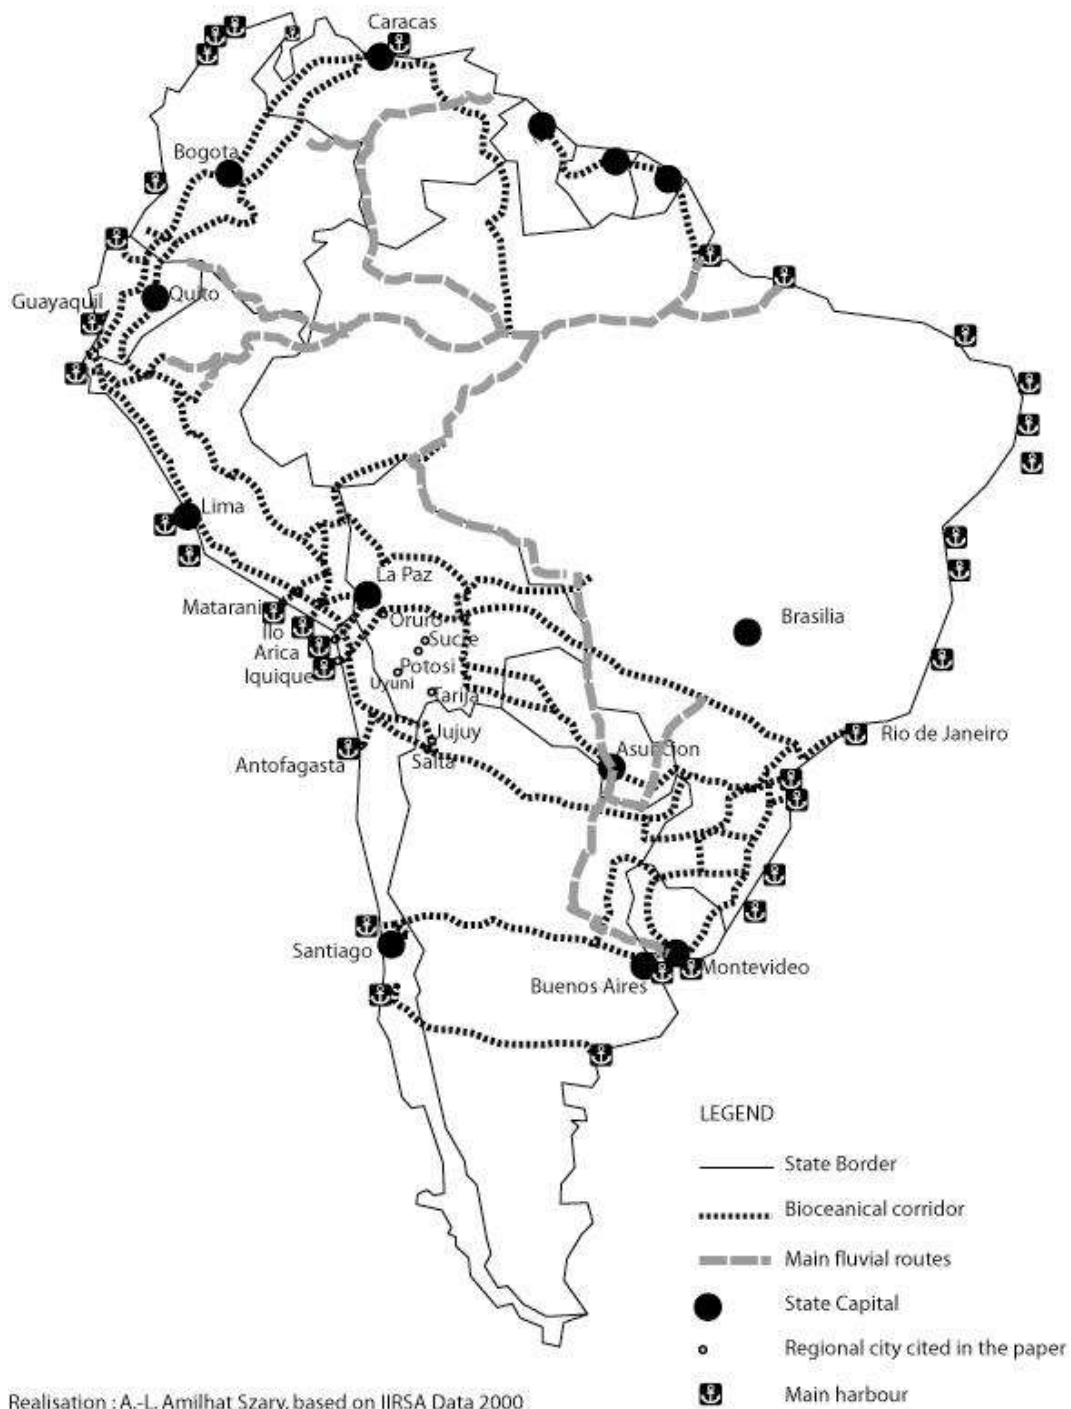 Caracas
Bogota
Guayaquil
Quito
Lima
La Paz
Matarani
Oruro
Ilo
Sucre
Arica
Potosi
Iquique
Uyuni
Tarija
Brasilia
Jujuy
Salta
Antofagasta
Asuncion
Rio de Janeiro
Santiago
Montevideo
Buenos Aires
LEGEND
State Border
Bioceanical corridor
Main fluvial routes
State Capital
Regional city cited in the paper
Main harbour
Realisation : A.-L. Amilhat Szary, based on IIRSA Data 2000